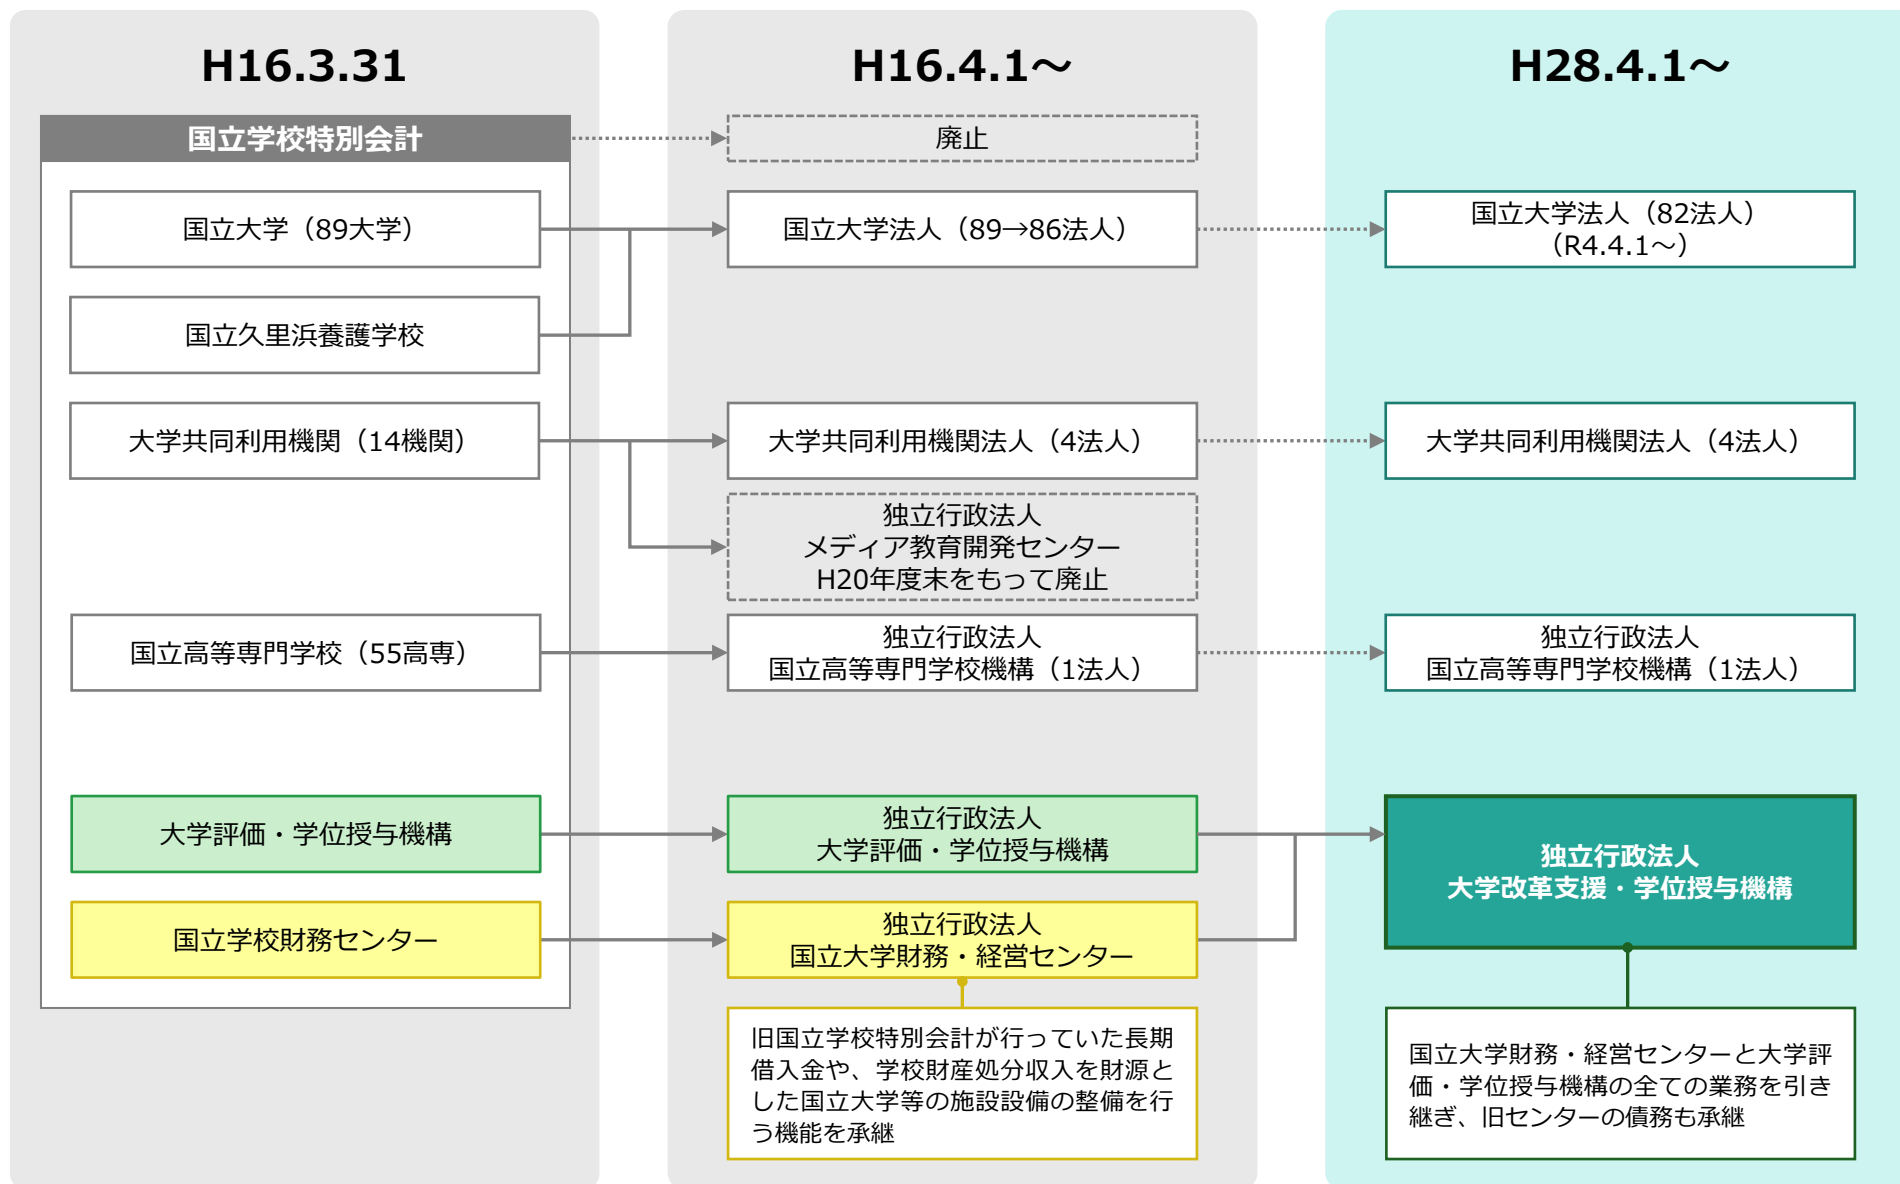 H16.3.31
国立学校特別会計
国立大学（89大学）
国立久里浜養護学校
大学共同利用機関（14機関）
国立高等専門学校（55高専）
大学評価・学位授与機構
国立学校財務センター
H16.4.1～
廃止
国立大学法人（89→86法人）
大学共同利用機関法人（4法人）
独立行政法人
メディア教育開発センター
H20年度末をもって廃止
独立行政法人
国立高等専門学校機構（1法人）
独立行政法人
大学評価・学位授与機構
独立行政法人
国立大学財務・経営センター
旧国立学校特別会計が行っていた長期
借入金や、学校財産処分収入を財源と
した国立大学等の施設設備の整備を行
う機能を承継
H28.4.1～
国立大学法人（82法人）
（R4.4.1～）
大学共同利用機関法人（4法人）
独立行政法人
国立高等専門学校機構（1法人）
独立行政法人
大学改革支援・学位授与機構
国立大学財務・経営センターと大学評
価・学位授与機構の全ての業務を引き
継ぎ、旧センターの債務も承継